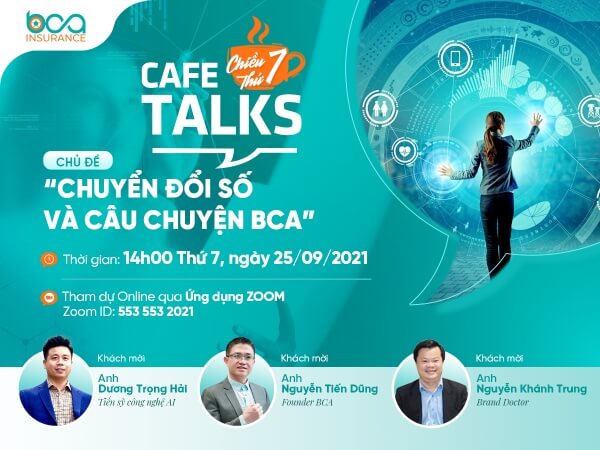 bca
INSURANCE
CAFE
Chiều
Thứ 7
TALKS
CHỦ ĐỀ
“CHUYỂN ĐỔI SỐ
VÀ CÂU CHUYỆN BCA”
Thời gian: 14h00 Thứ 7, ngày 25/09/2021
Tham dự Online qua Ứng dụng ZOOM
Zoom ID: 553 553 2021
Khách mời
Anh
Dương Trọng Hải
Tiến sỹ công nghệ AI
Khách mời
Anh
Nguyễn Tiến Dũng
Founder BCA
Khách mời
Anh
Nguyễn Khánh Trung
Brand Doctor